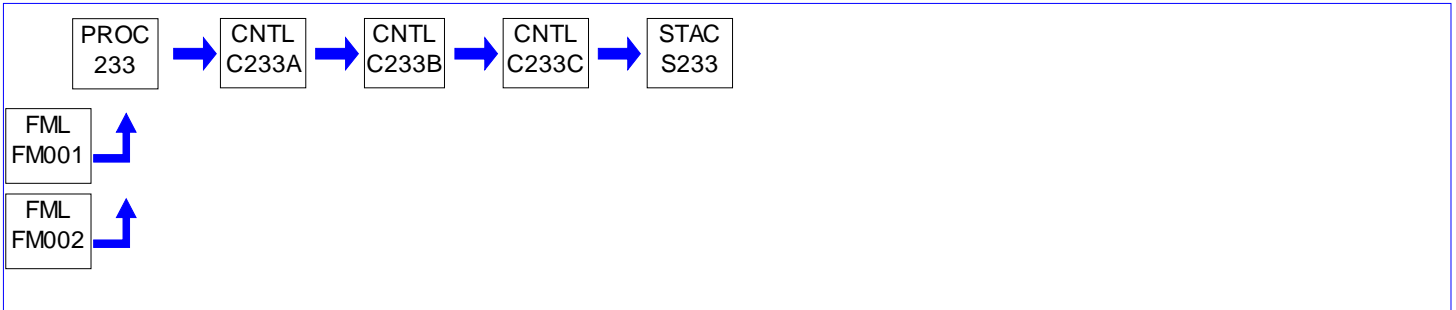 PROC
233
CNTL
C233A
CNTL
C233B
CNTL
C233C
STAC
S233
FML
FM001
FML
FM002